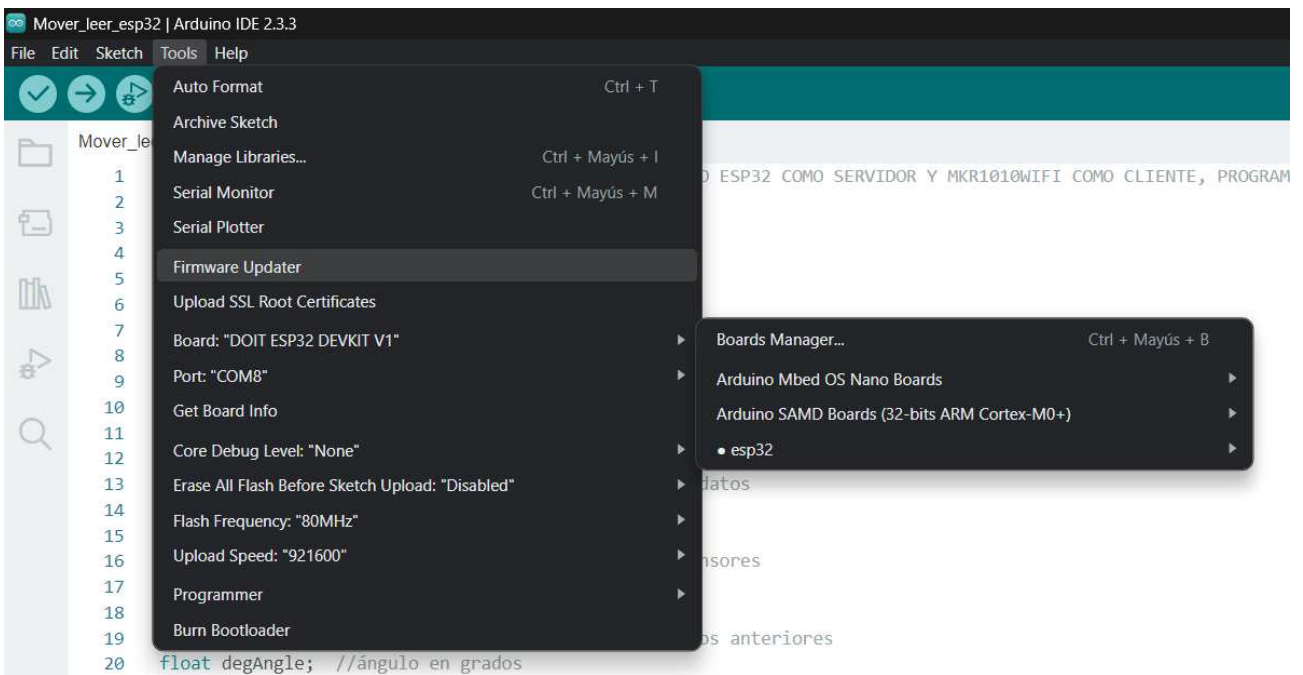 Mover_leer_esp32 | Arduino IDE 2.3.3
File Edit Sketch Tools Help
Auto Format Ctrl + T
Archive Sketch
Manage Libraries... Ctrl + Mayús + I
Serial Monitor Ctrl + Mayús + M
Serial Plotter
Firmware Updater
Upload SSL Root Certificates
Board: "DOIT ESP32 DEVKIT V1"
Port: "COM8"
Get Board Info
Core Debug Level: "None"
Erase All Flash Before Sketch Upload: "Disabled"
Flash Frequency: "80MHz"
Upload Speed: "921600"
Programmer
Burn Bootloader
Boards Manager... Ctrl + Mayús + B
Arduino Mbed OS Nano Boards
Arduino SAMD Boards (32-bits ARM Cortex-M0+)
● esp32
Mover_lee
1 ESP32 COMO SERVIDOR Y MKR1010WIFI COMO CLIENTE, PROGRAM
2
3
4
5
6
7
8
9
10
11
12
13 datos
14
15
16 nsores
17
18
19 os anteriores
20 float degAngle; //ángulo en grados